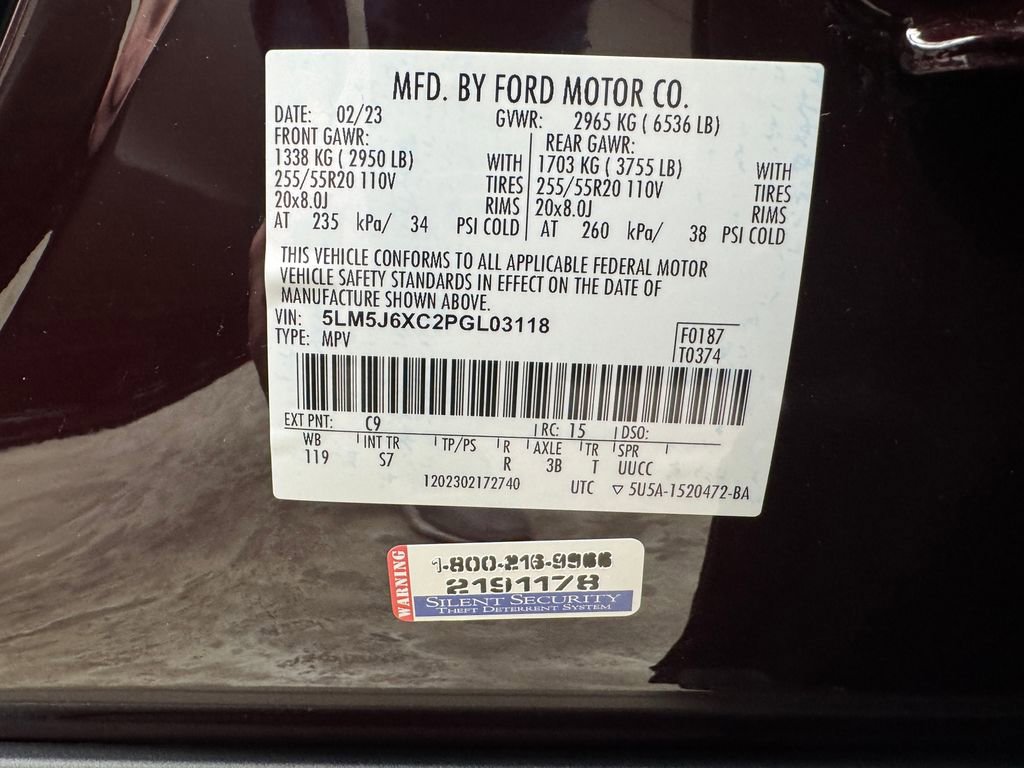 MFD. BY FORD MOTOR CO.
DATE: 02/23 GVWR: 2965 KG ( 6536 LB)
FRONT GAWR: REAR GAWR:
1338 KG ( 2950 LB) WITH 1703 KG ( 3755 LB) WITH
255/55R20 110V TIRES 255/55R20 110V TIRES
20x8.0J RIMS 20x8.0J RIMS
AT 235 kPa/ 34 PSI COLD AT 260 kPa/ 38 PSI COLD
THIS VEHICLE CONFORMS TO ALL APPLICABLE FEDERAL MOTOR
VEHICLE SAFETY STANDARDS IN EFFECT ON THE DATE OF
MANUFACTURE SHOWN ABOVE.
VIN: 5LM5J6XC2PGL03118
TYPE: MPV
F0187
T0374
EXT PNT: C9 RC: 15 DSO:
WB INT TR TP/PS R AXLE TR SPR
119 S7 R 3B T UUCC
1202302172740 UTC ▽ 5U5A-1520472-BA
WARNING
1-800-216-9966
2191178
SILENT SECURITY
THEFT DETERRENT SYSTEM